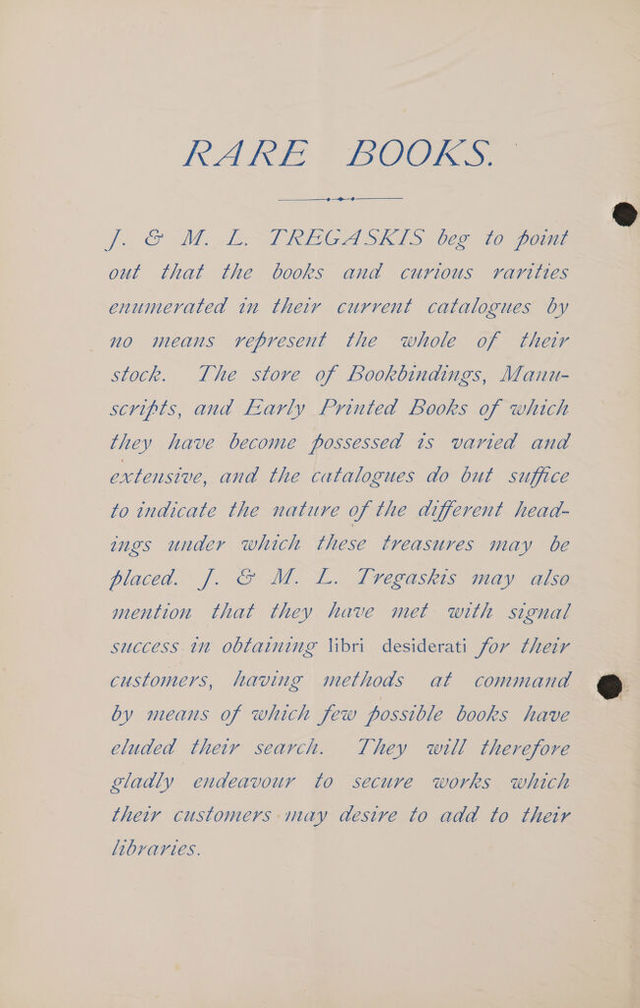 RARE BOOKS.
J. & M. L. TREGASKIS beg to point
out that the books and curious rarities
enumerated in their current catalogues by
no means represent the whole of their
stock. The store of Bookbindings, Manu-
scripts, and Early Printed Books of which
they have become possessed is varied and
extensive, and the catalogues do but suffice
to indicate the nature of the different head-
ings under which these treasures may be
placed. J. & M. L. Tregaskis may also
mention that they have met with signal
success in obtaining libri desiderati for their
customers, having methods at command
by means of which few possible books have
eluded their search. They will therefore
gladly endeavour to secure works which
their customers may desire to add to their
libraries.